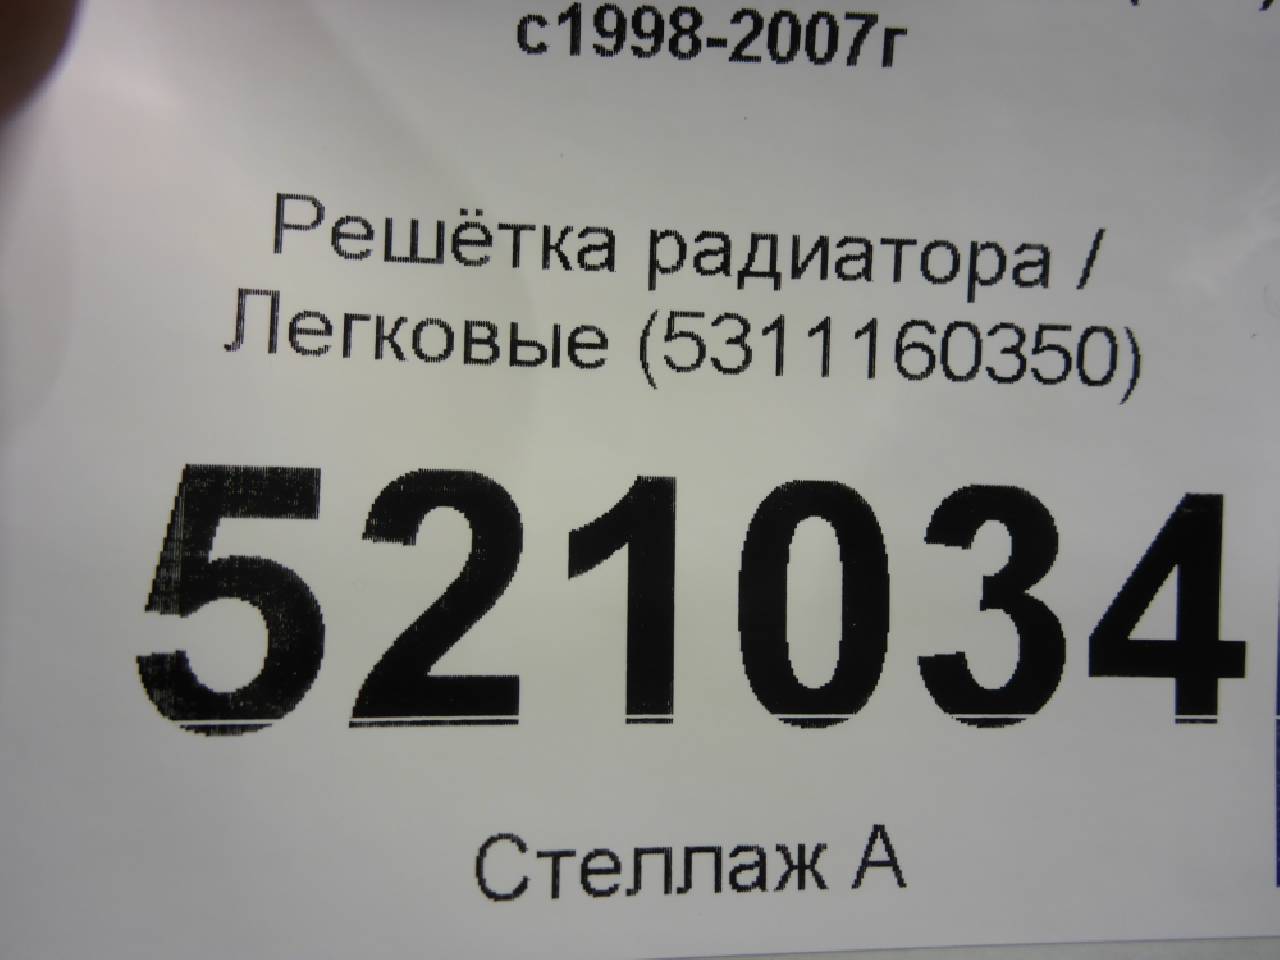 с1998-2007г
Решётка радиатора /
Легковые (5311160350)
521034
Стеллаж А